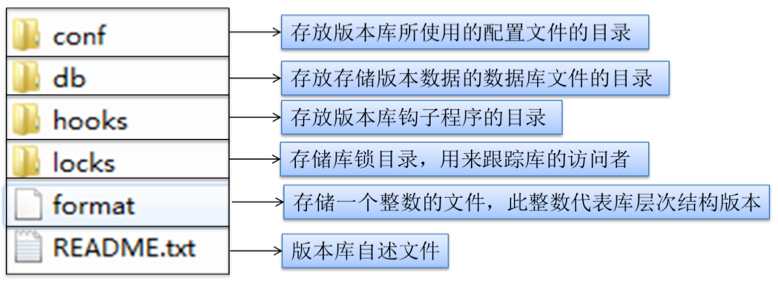 conf
存放版本库所使用的配置文件的目录
db
存放存储版本数据的数据库文件的目录
hooks
存放版本库钩子程序的目录
locks
存储库锁目录，用来跟踪库的访问者
format
存储一个整数的文件，此整数代表库层次结构版本
README.txt
版本库自述文件